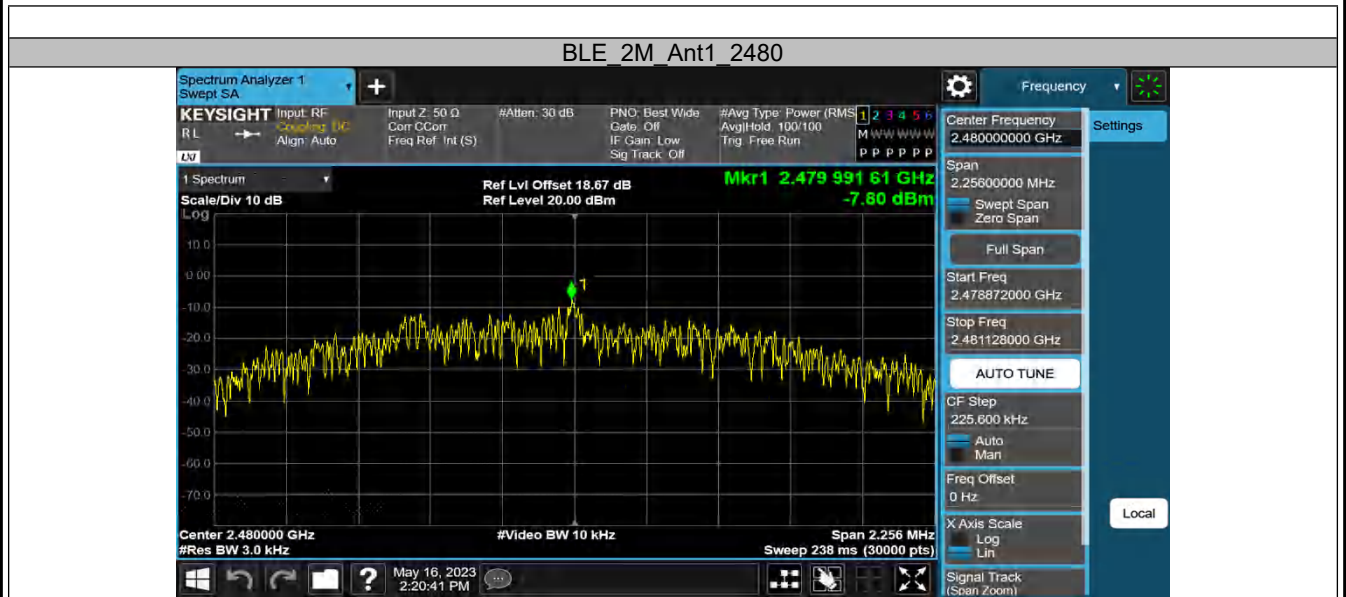 BLE_2M_Ant1_2480
Spectrum Analyzer 1
Swept SA
+
Frequency
KEYSIGHT
RL
LXI
Input: RF
Coupling: DC
Align: Auto
Input Z: 50 Ω
Corr CCorr
Freq Ref: Int (S)
#Atten: 30 dB
PNO: Best Wide
Gate: Off
IF Gain: Low
Sig Track: Off
#Avg Type: Power (RMS
Avg|Hold: 100/100
Trig: Free Run
1 2 3 4 5 6
M W W W W W
P P P P P P
1 Spectrum
Scale/Div 10 dB
Log
Ref Lvl Offset 18.67 dB
Ref Level 20.00 dBm
Mkr1 2.479 991 61 GHz
-7.80 dBm
10.0
0.00
-10.0
-20.0
-30.0
-40.0
-50.0
-60.0
-70.0
1
Center 2.480000 GHz
#Res BW 3.0 kHz
#Video BW 10 kHz
Span 2.256 MHz
Sweep 238 ms (30000 pts)
?
May 16, 2023
2:20:41 PM
Center Frequency
2.480000000 GHz
Settings
Span
2.25600000 MHz
Swept Span
Zero Span
Full Span
Start Freq
2.478872000 GHz
Stop Freq
2.481128000 GHz
AUTO TUNE
CF Step
225.600 kHz
Auto
Man
Freq Offset
0 Hz
X Axis Scale
Log
Lin
Local
Signal Track
(Span Zoom)